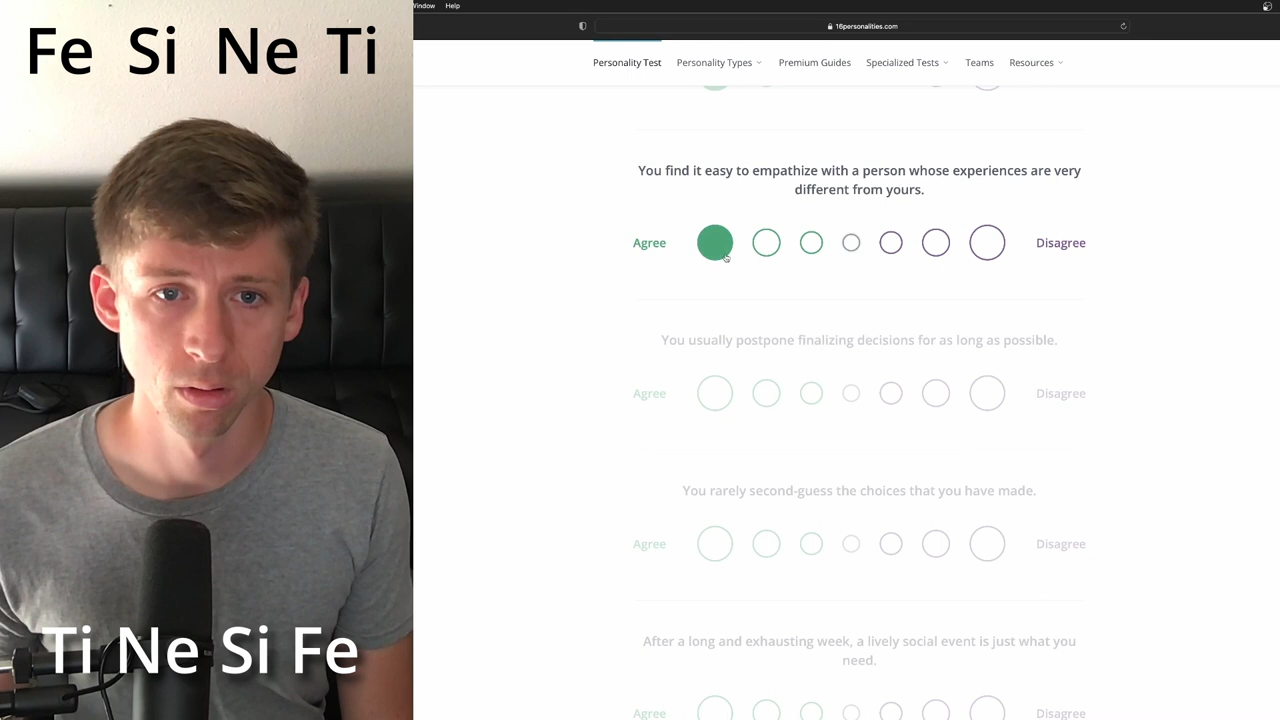 Fe Si Ne Ti
Window Help
16personalities.com
Personality Test Personality Types Premium Guides Specialized Tests Teams Resources
You find it easy to empathize with a person whose experiences are very
different from yours.
Agree Disagree
You usually postpone finalizing decisions for as long as possible.
Agree Disagree
You rarely second-guess the choices that you have made.
Agree Disagree
After a long and exhausting week, a lively social event is just what you
need.
Agree Disagree
Ti Ne Si Fe